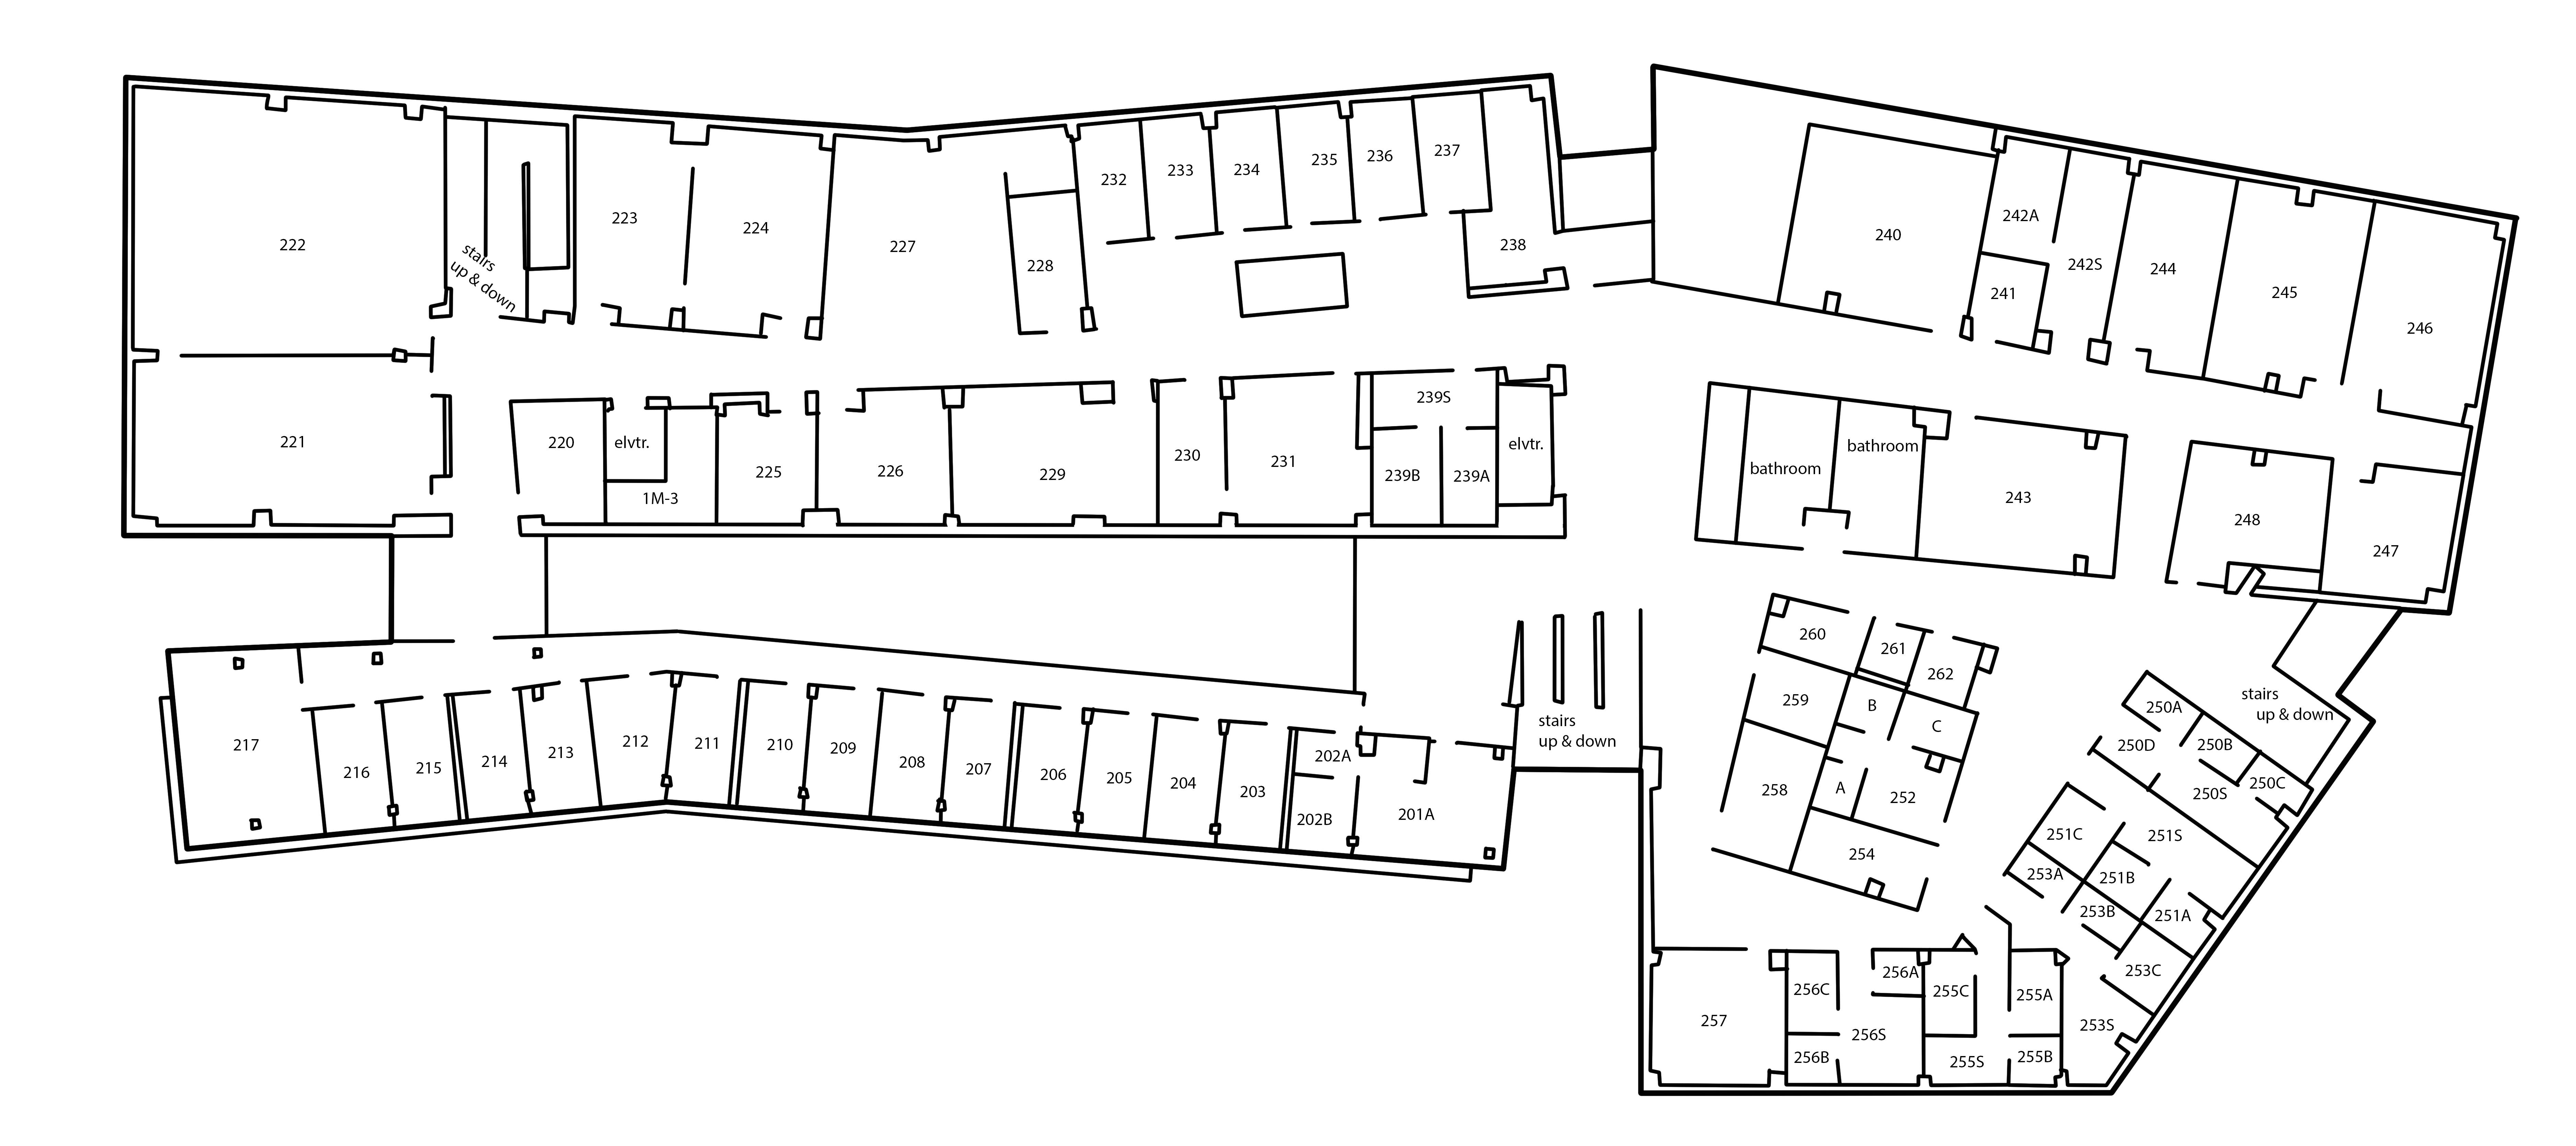 222
stairs
up & down
223
224
227
228
232
233
234
235
236
237
238
240
242A
241
242S
244
245
246
221
220
elvtr.
1M-3
225
226
229
230
231
239S
239B
239A
elvtr.
bathroom
bathroom
243
248
247
217
216
215
214
213
212
211
210
209
208
207
206
205
204
203
202A
202B
201A
stairs
up & down
260
261
262
259
B
C
258
A
252
254
250A
250D
250B
250C
250S
stairs
up & down
251C
251S
253A
251B
253B
251A
253C
253S
257
256C
256A
256B
256S
255C
255S
255A
255B